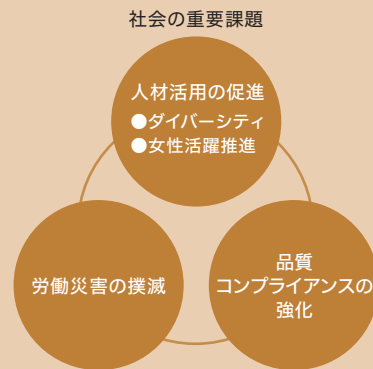 社会の重要課題
人材活用の促進
●ダイバーシティ
●女性活躍推進
労働災害の撲滅
品質
コンプライアンスの
強化